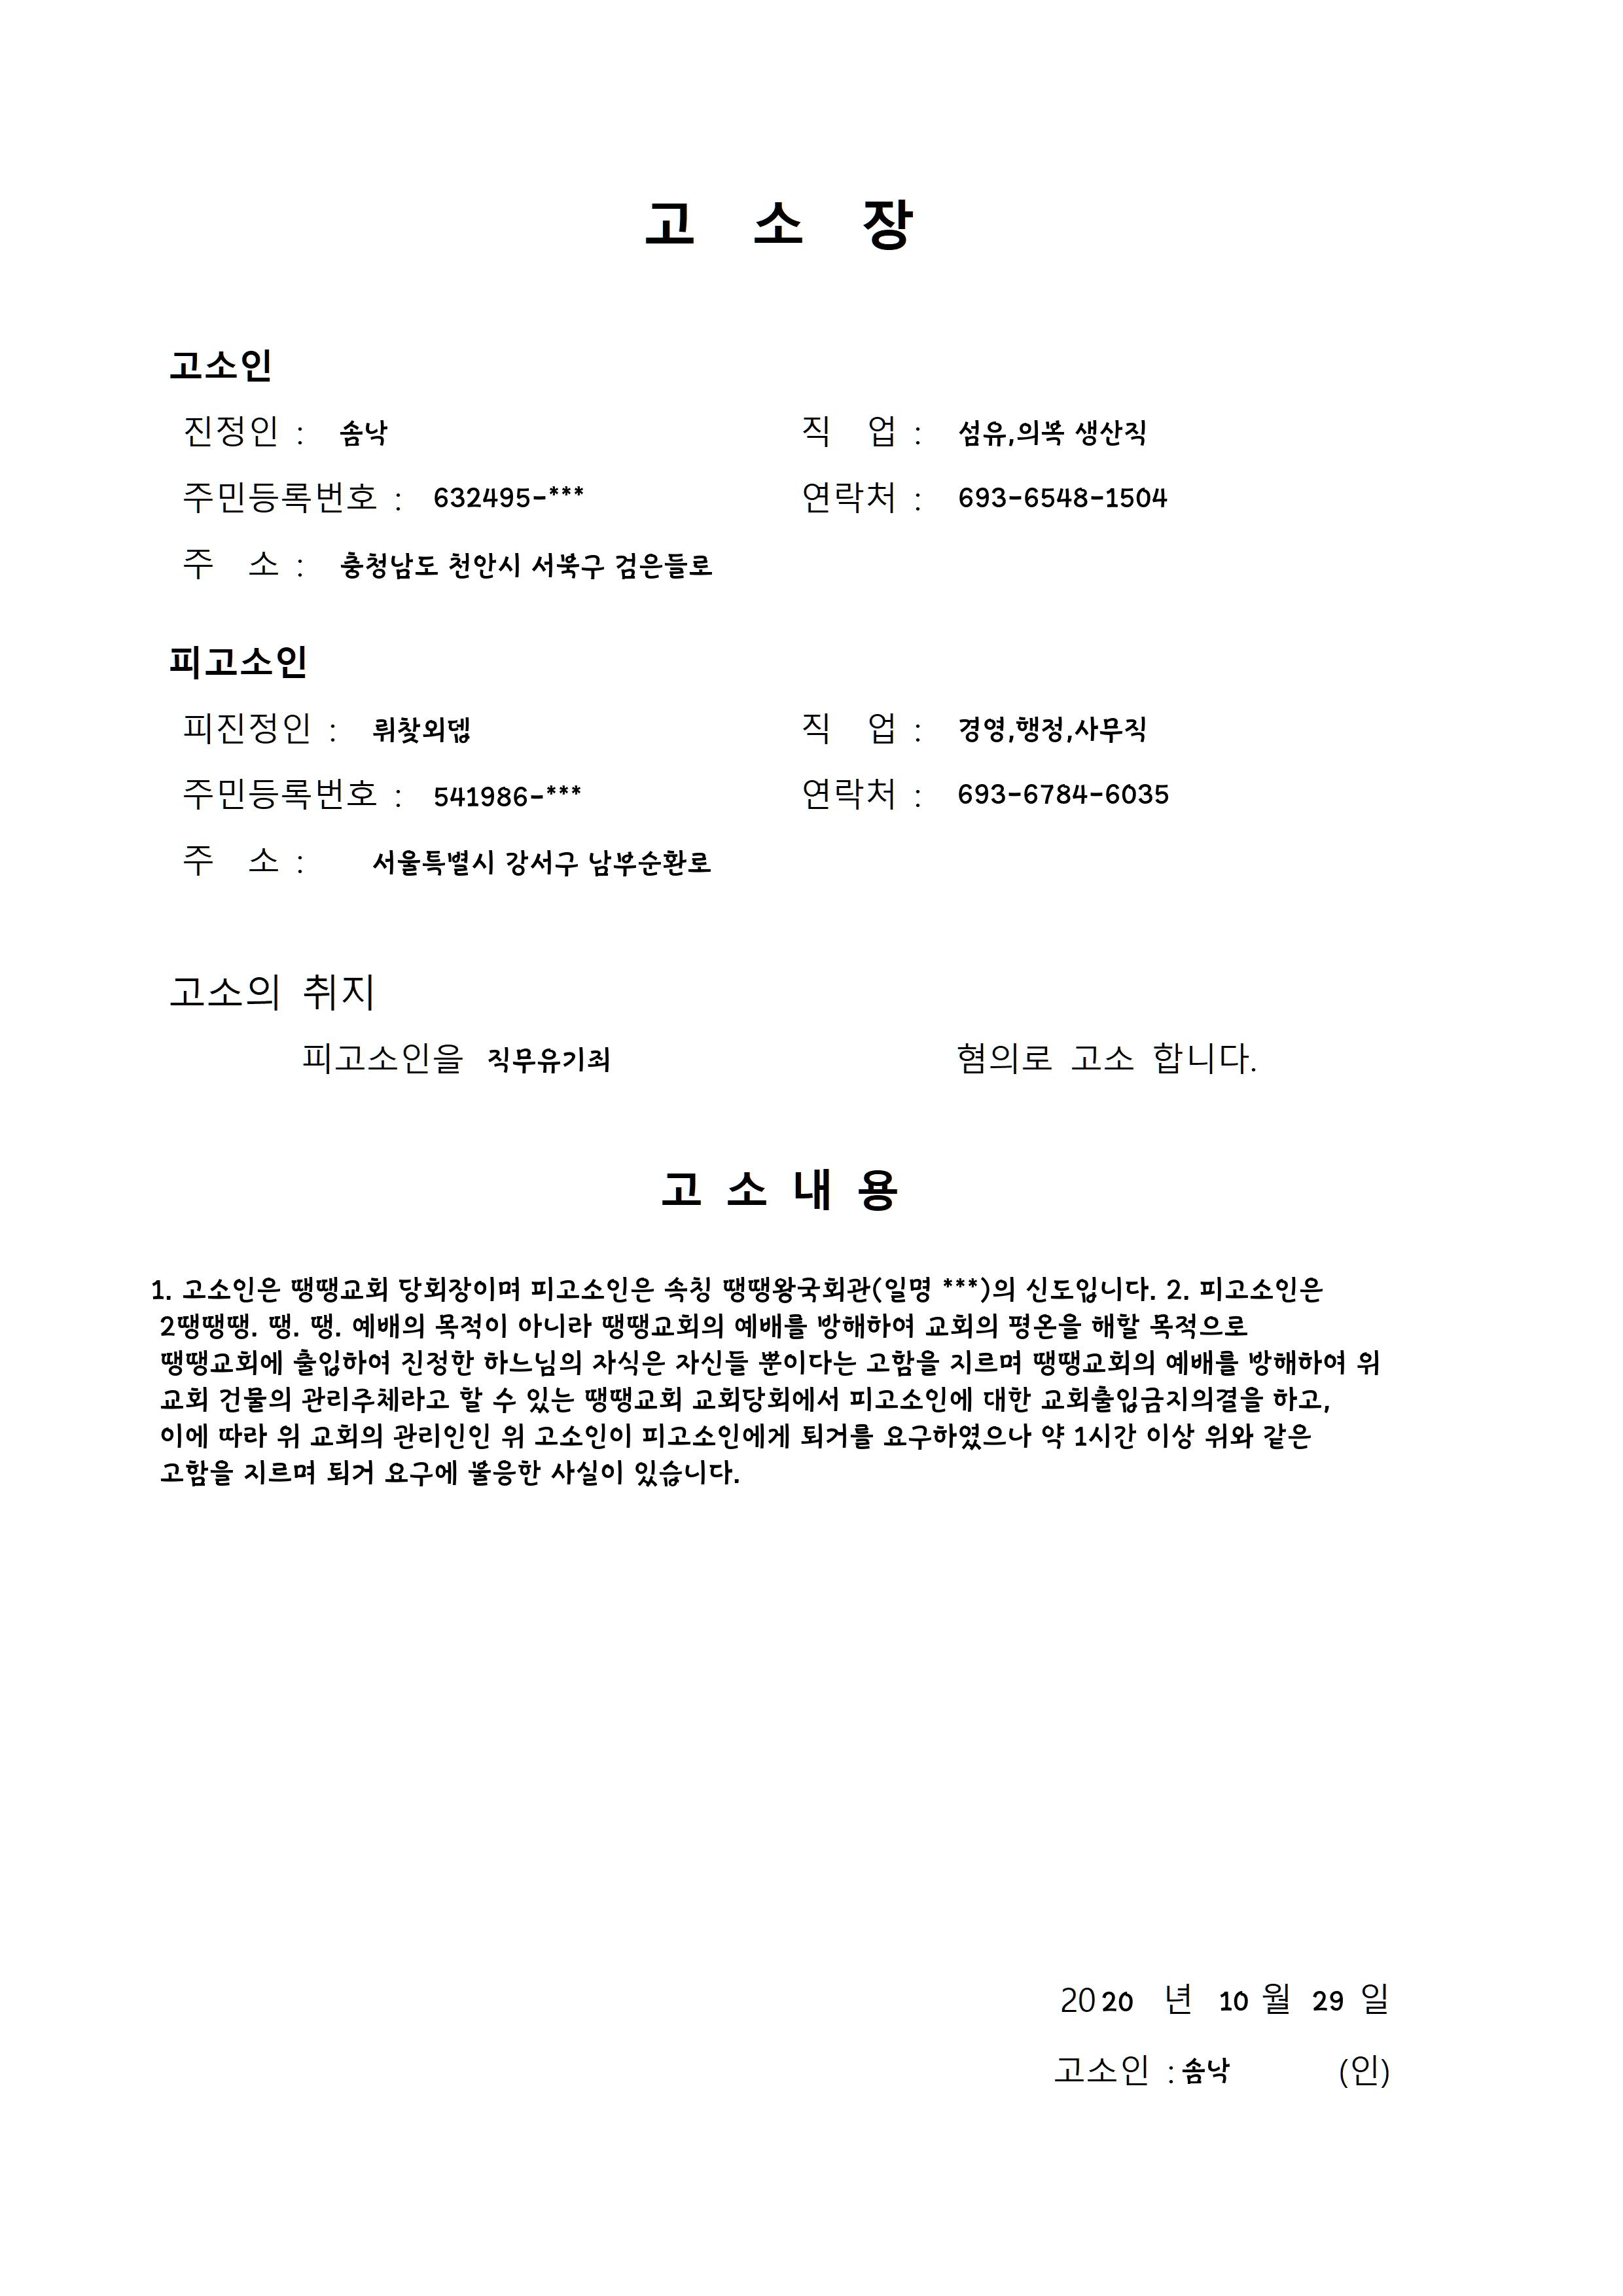 고 소 장
고소인
진정인 : 솜낙 직 업 : 섬유,의복 생산직
주민등록번호 : 632495-*** 연락처 : 693-6548-1504
주 소 : 충청남도 천안시 서북구 검은들로
피고소인
피진정인 : 뤼찾외뎁 직 업 : 경영,행정,사무직
주민등록번호 : 541986-*** 연락처 : 693-6784-6035
주 소 : 서울특별시 강서구 남부순환로
고소의 취지
피고소인을 직무유기죄 혐의로 고소 합니다.
고 소 내 용
1. 고소인은 땡땡교회 당회장이며 피고소인은 속칭 땡땡왕국회관(일명 ***)의 신도입니다. 2. 피고소인은
2땡땡땡. 땡. 땡. 예배의 목적이 아니라 땡땡교회의 예배를 방해하여 교회의 평온을 해할 목적으로
땡땡교회에 출입하여 진정한 하느님의 자식은 자신들 뿐이다는 고함을 지르며 땡땡교회의 예배를 방해하여 위
교회 건물의 관리주체라고 할 수 있는 땡땡교회 교회당회에서 피고소인에 대한 교회출입금지의결을 하고,
이에 따라 위 교회의 관리인인 위 고소인이 피고소인에게 퇴거를 요구하였으나 약 1시간 이상 위와 같은
고함을 지르며 퇴거 요구에 불응한 사실이 있습니다.
2020 년 10 월 29 일
고소인 : 솜낙 (인)